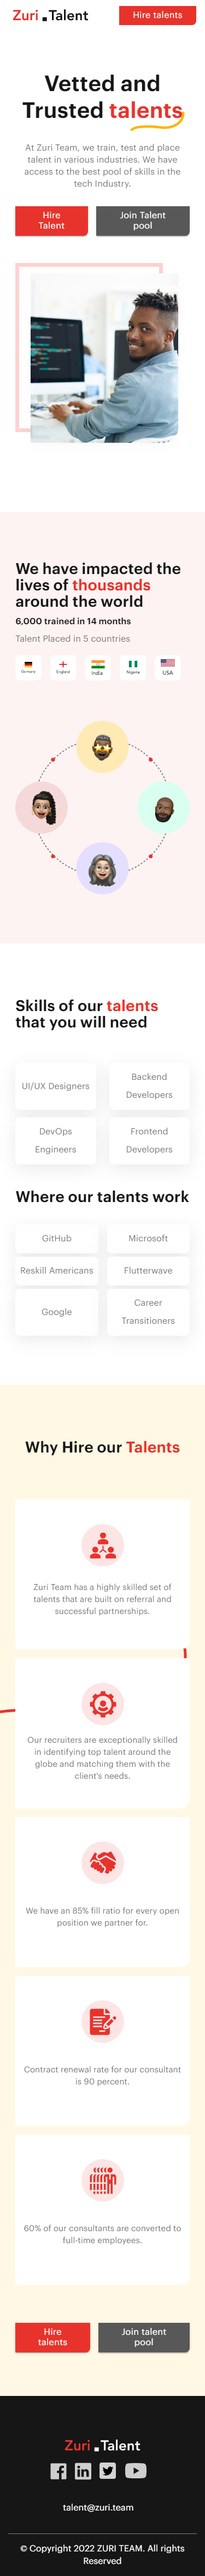 Zuri .Talent
Hire talents
Vetted and
Trusted talents
At Zuri Team, we train, test and place
talent in various industries. We have
access to the best pool of skills in the
tech Industry.
Hire
Talent
Join Talent
pool
We have impacted the
lives of thousands
around the world
6,000 trained in 14 months
Talent Placed in 5 countries
Germany
England
India
Nigeria
USA
Skills of our talents
that you will need
UI/UX Designers
Backend
Developers
DevOps
Engineers
Frontend
Developers
Where our talents work
GitHub
Microsoft
Reskill Americans
Flutterwave
Google
Career
Transitioners
Why Hire our Talents
Zuri Team has a highly skilled set of
talents that are built on referral and
successful partnerships.
Our recruiters are exceptionally skilled
in identifying top talent around the
globe and matching them with the
client's needs.
We have an 85% fill ratio for every open
position we partner for.
Contract renewal rate for our consultant
is 90 percent.
60% of our consultants are converted to
full-time employees.
Hire
talents
Join talent
pool
Zuri .Talent
talent@zuri.team
© Copyright 2022 ZURI TEAM. All rights
Reserved